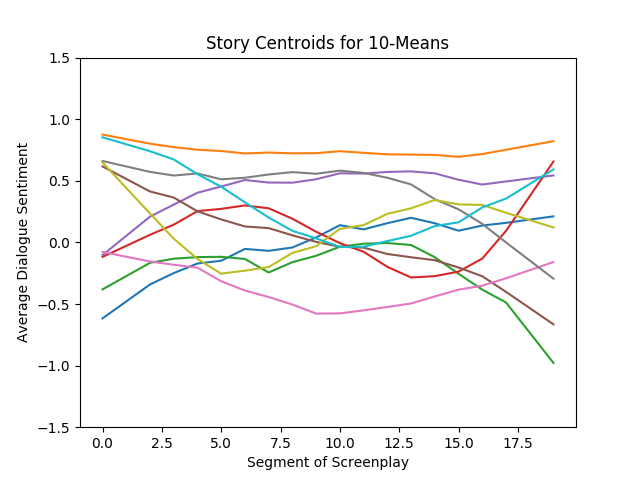 Story Centroids for 10-Means
Average Dialogue Sentiment
1.5
1.0
0.5
0.0
−0.5
−1.0
−1.5
0.0 2.5 5.0 7.5 10.0 12.5 15.0 17.5
Segment of Screenplay